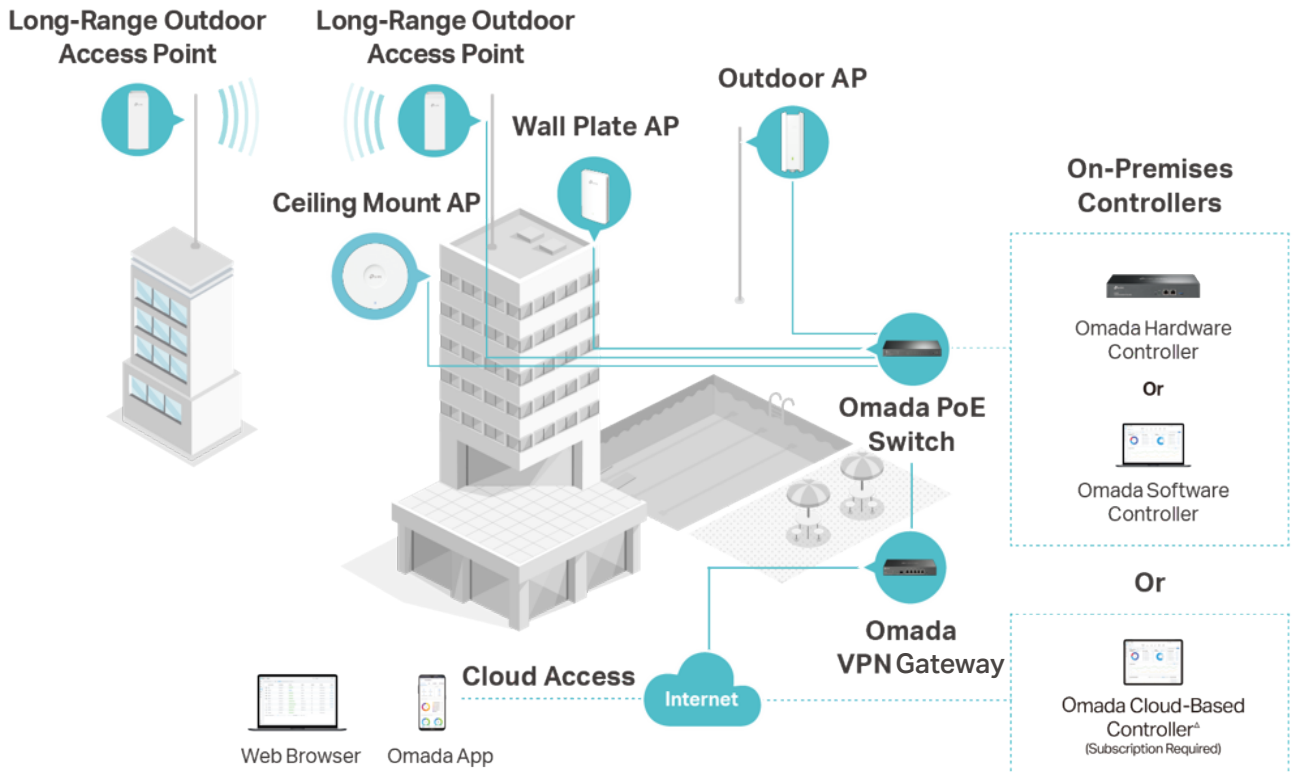 Long-Range Outdoor
Access Point
Long-Range Outdoor
Access Point
Outdoor AP
Wall Plate AP
Ceiling Mount AP
On-Premises
Controllers
Omada Hardware
Controller
Or
Omada Software
Controller
Omada PoE
Switch
Or
Omada
VPN Gateway
Cloud Access
Internet
Web Browser
Omada App
Omada Cloud-Based
Controller△
(Subscription Required)